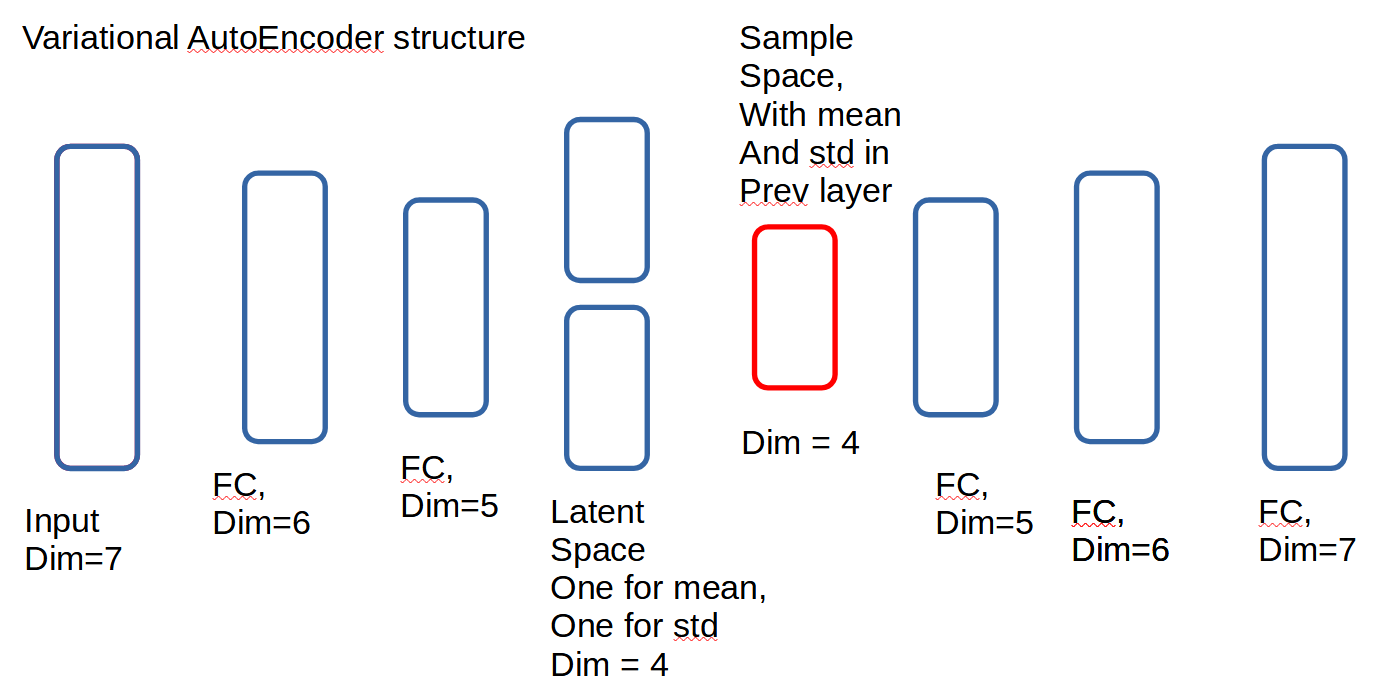 Variational AutoEncoder structure
Sample
Space,
With mean
And std in
Prev layer
Input
Dim=7
FC,
Dim=6
FC,
Dim=5
Latent
Space
One for mean,
One for std
Dim = 4
Dim = 4
FC,
Dim=5
FC,
Dim=6
FC,
Dim=7